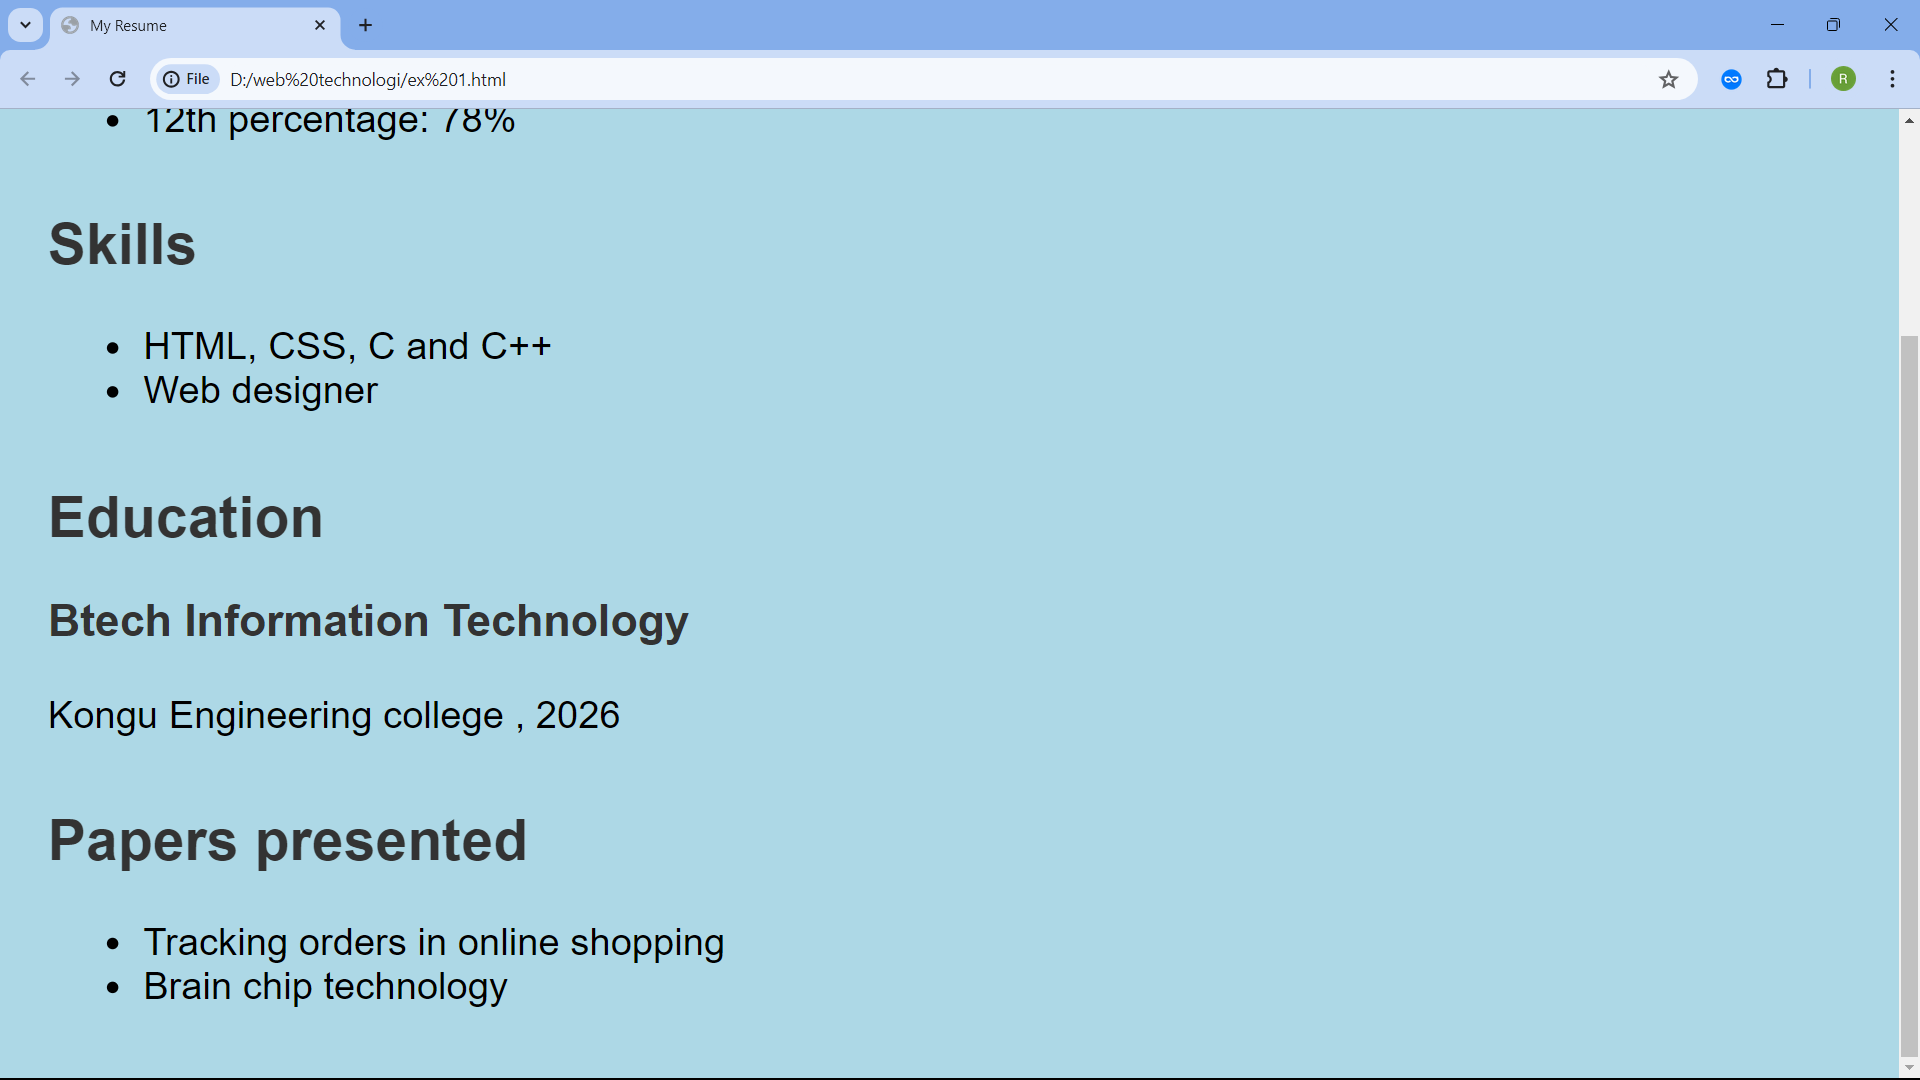 My Resume
File D:/web%20technologi/ex%201.html
R
12th percentage: 78%
Skills
HTML, CSS, C and C++
Web designer
Education
Btech Information Technology
Kongu Engineering college , 2026
Papers presented
Tracking orders in online shopping
Brain chip technology